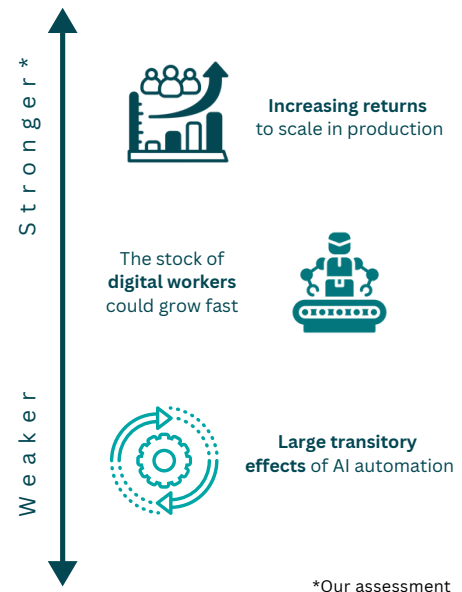 Stronger*
Increasing returns
to scale in production
The stock of
digital workers
could grow fast
Weaker
Large transitory
effects of AI automation
*Our assessment